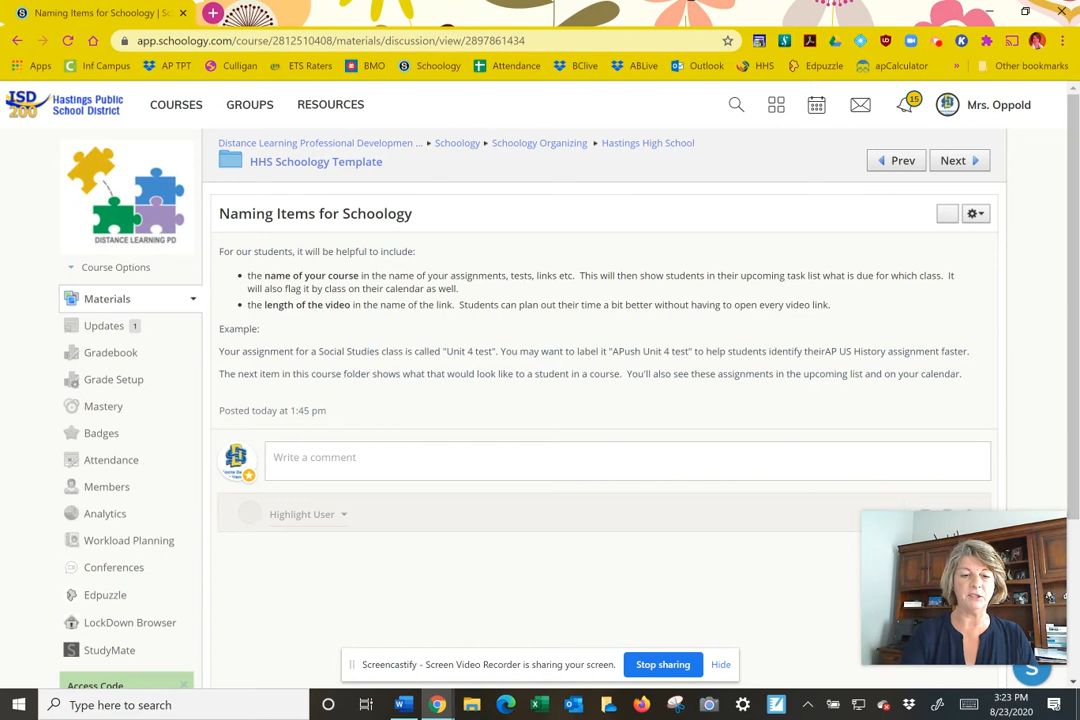 Naming Items for Schoology | Sc
app.schoology.com/course/2812510408/materials/discussion/view/2897861434
Apps Inf Campus AP TPT Culligan ETS Raters BMO Schoology Attendance BClive ABLive Outlook HHS Edpuzzle apCalculator » Other bookmarks
ISD 200 Hastings Public School District COURSES GROUPS RESOURCES 15 Mrs. Oppold
Distance Learning Professional Developmen ... Schoology Schoology Organizing Hastings High School
HHS Schoology Template Prev Next
Naming Items for Schoology
For our students, it will be helpful to include:
• the name of your course in the name of your assignments, tests, links etc. This will then show students in their upcoming task list what is due for which class. It
will also flag it by class on their calendar as well.
• the length of the video in the name of the link. Students can plan out their time a bit better without having to open every video link.
Example:
Your assignment for a Social Studies class is called "Unit 4 test". You may want to label it "APush Unit 4 test" to help students identify theirAP US History assignment faster.
The next item in this course folder shows what that would look like to a student in a course. You'll also see these assignments in the upcoming list and on your calendar.
Posted today at 1:45 pm
Write a comment
Highlight User
DISTANCE LEARNING PD
Course Options
Materials
Updates 1
Gradebook
Grade Setup
Mastery
Badges
Attendance
Members
Analytics
Workload Planning
Conferences
Edpuzzle
LockDown Browser
StudyMate
Access Code
Screencastify - Screen Video Recorder is sharing your screen. Stop sharing Hide
Type here to search
3:23 PM
8/23/2020